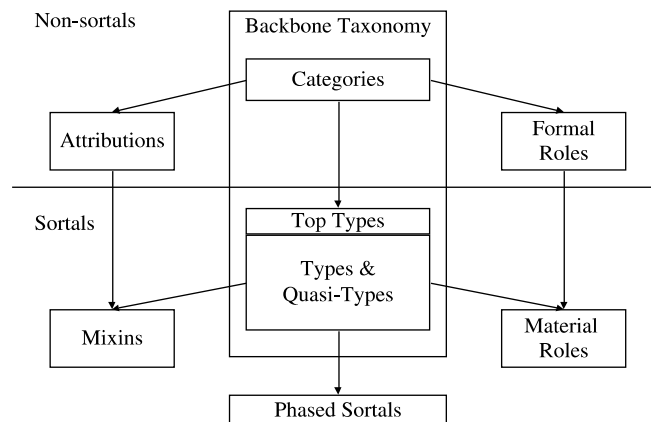 Non-sortals
Backbone Taxonomy
Categories
Attributions
Formal
Roles
Sortals
Top Types
Types &
Quasi-Types
Mixins
Material
Roles
Phased Sortals